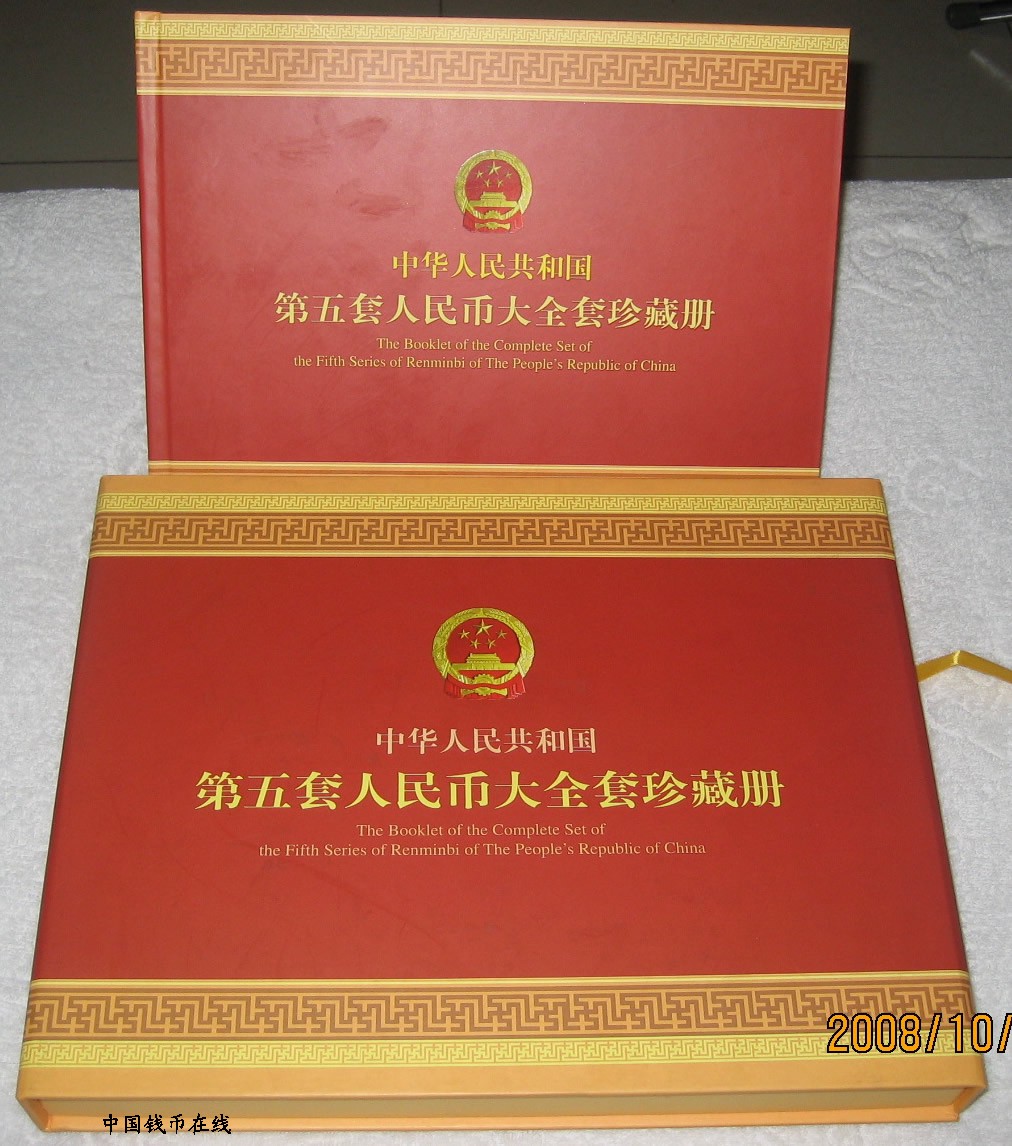 中华人民共和国
第五套人民币大全套珍藏册
The Booklet of the Complete Set of
the Fifth Series of Renminbi of The People's Republic of China
中华人民共和国
第五套人民币大全套珍藏册
The Booklet of the Complete Set of
the Fifth Series of Renminbi of The People's Republic of China
2008/10/
中国钱币在线